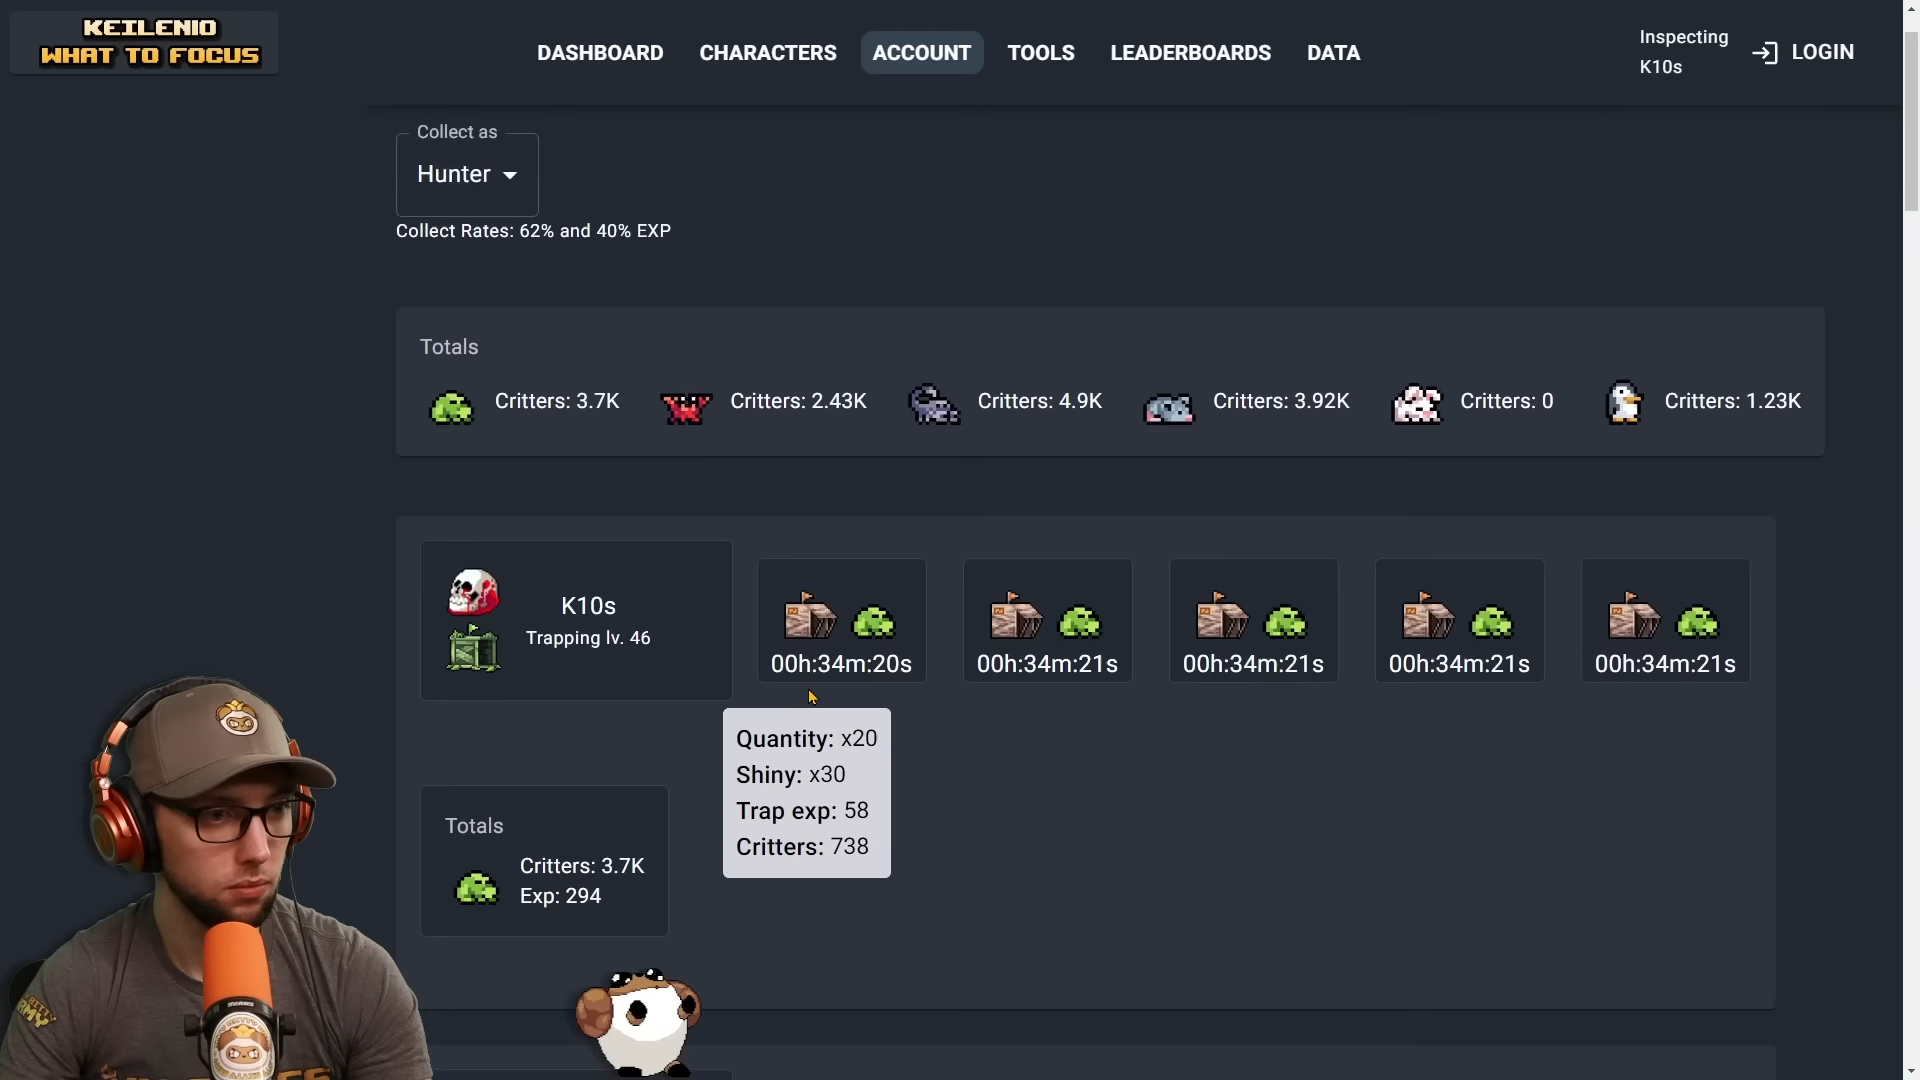 KEILENIO
WHAT TO FOCUS
DASHBOARD
CHARACTERS
ACCOUNT
TOOLS
LEADERBOARDS
DATA
Inspecting
K10s
LOGIN
Collect as
Hunter
Collect Rates: 62% and 40% EXP
Totals
Critters: 3.7K
Critters: 2.43K
Critters: 4.9K
Critters: 3.92K
Critters: 0
Critters: 1.23K
K10s
Trapping lv. 46
00h:34m:20s
00h:34m:21s
00h:34m:21s
00h:34m:21s
00h:34m:21s
Quantity: x20
Shiny: x30
Trap exp: 58
Critters: 738
Totals
Critters: 3.7K
Exp: 294